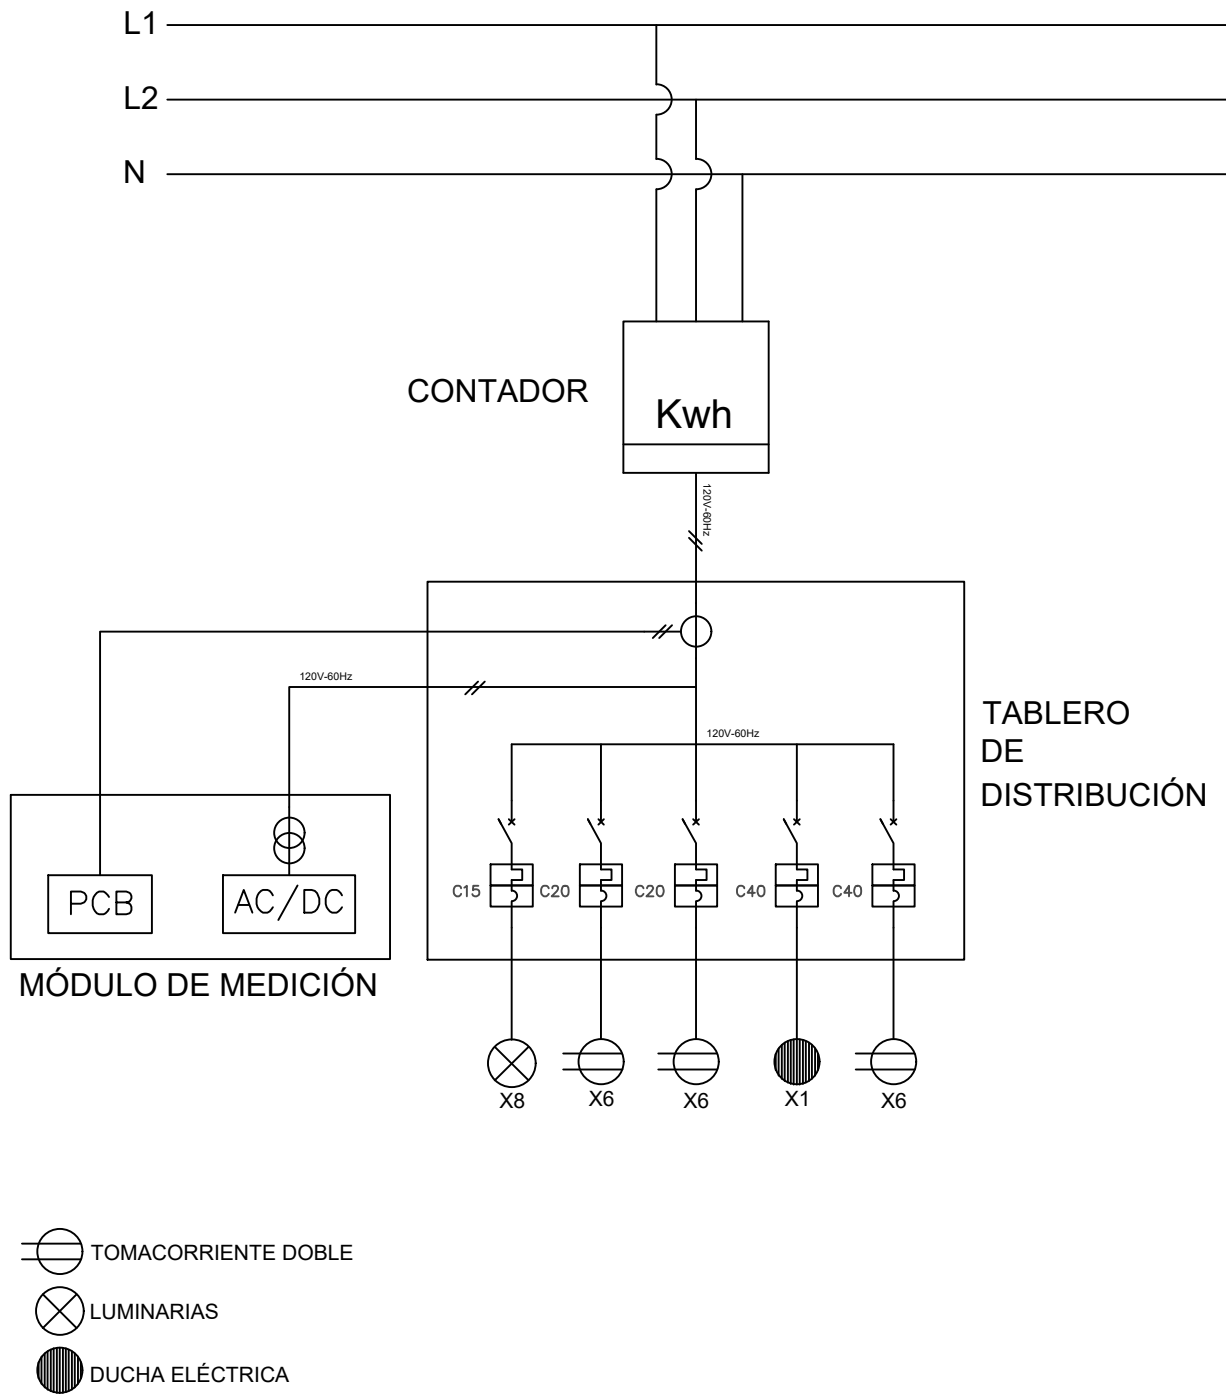 L1
L2
N
CONTADOR
Kwh
120V-60Hz
120V-60Hz
120V-60Hz
TABLERO
DE
DISTRIBUCIÓN
C15
C20
C20
C40
C40
PCB
AC/DC
MÓDULO DE MEDICIÓN
X8
X6
X6
X1
X6
TOMACORRIENTE DOBLE
LUMINARIAS
DUCHA ELÉCTRICA